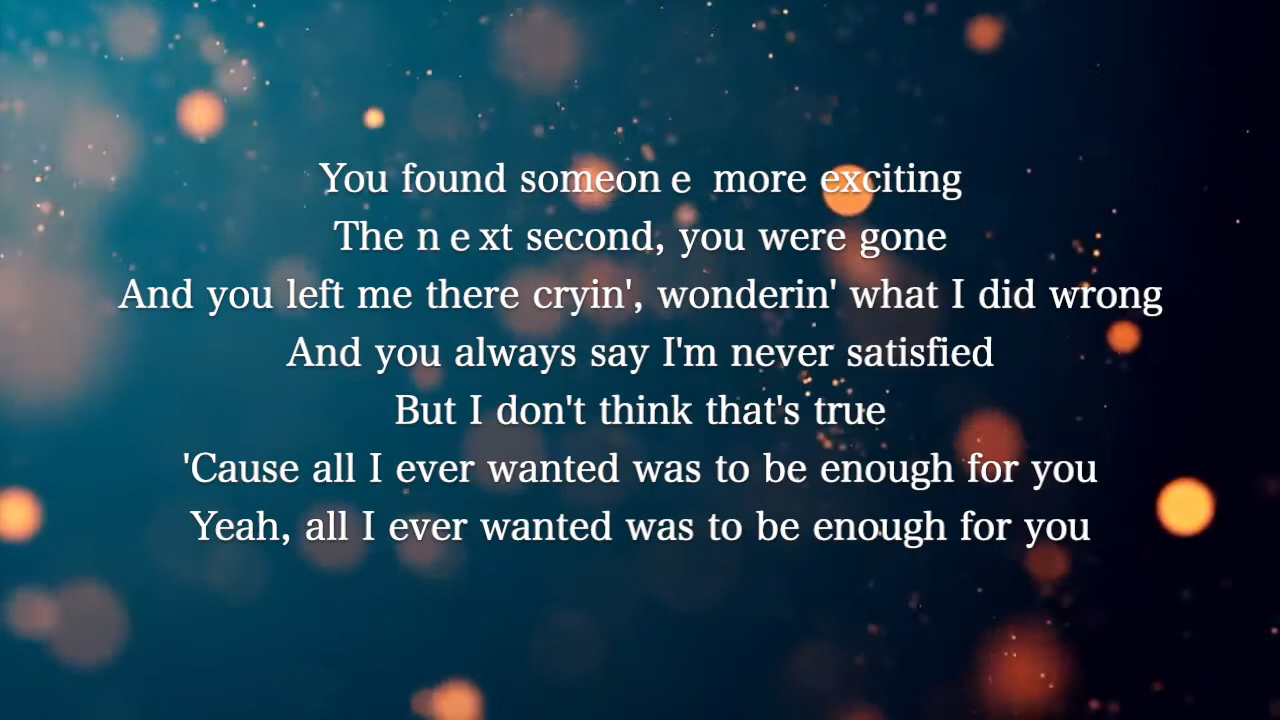 You found someone more exciting
The next second, you were gone
And you left me there cryin', wonderin' what I did wrong
And you always say I'm never satisfied
But I don't think that's true
'Cause all I ever wanted was to be enough for you
Yeah, all I ever wanted was to be enough for you